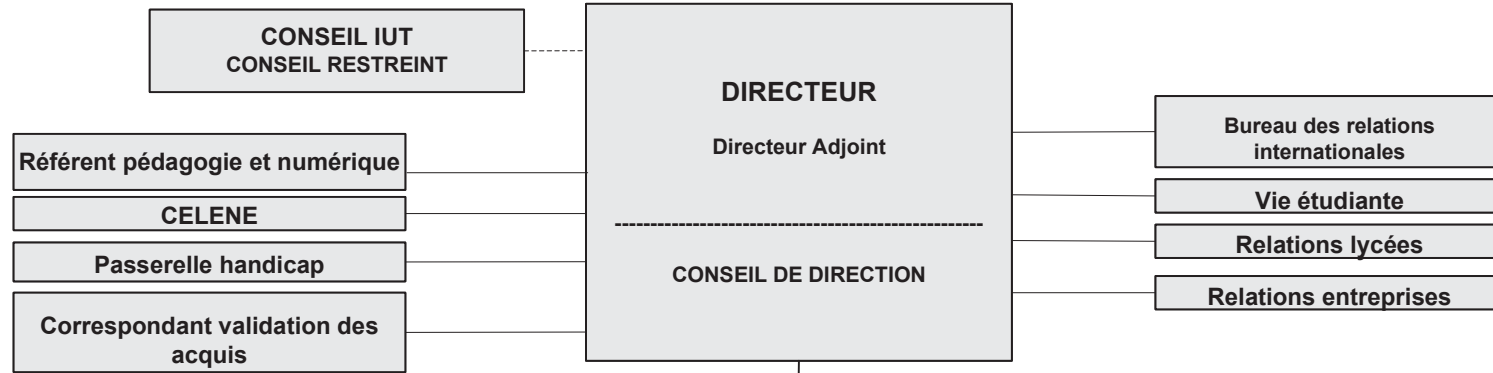 CONSEIL IUT
CONSEIL RESTREINT
Référent pédagogie et numérique
CELENE
Passerelle handicap
Correspondant validation des
acquis
DIRECTEUR
Directeur Adjoint
CONSEIL DE DIRECTION
Bureau des relations
internationales
Vie étudiante
Relations lycées
Relations entreprises